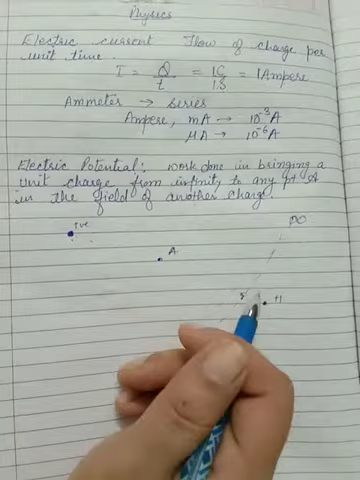 Physics
Electric current Flow of charge per
unit time.
I = Q/t = 1C/1S = 1 Ampere
Ammeter → series
Ampere, mA → 10⁻³A
μA → 10⁻⁶A
Electric Potential: work done in bringing a
unit charge from infinity to any pt A
in the field of another charge.
+ve
∞
A
+1